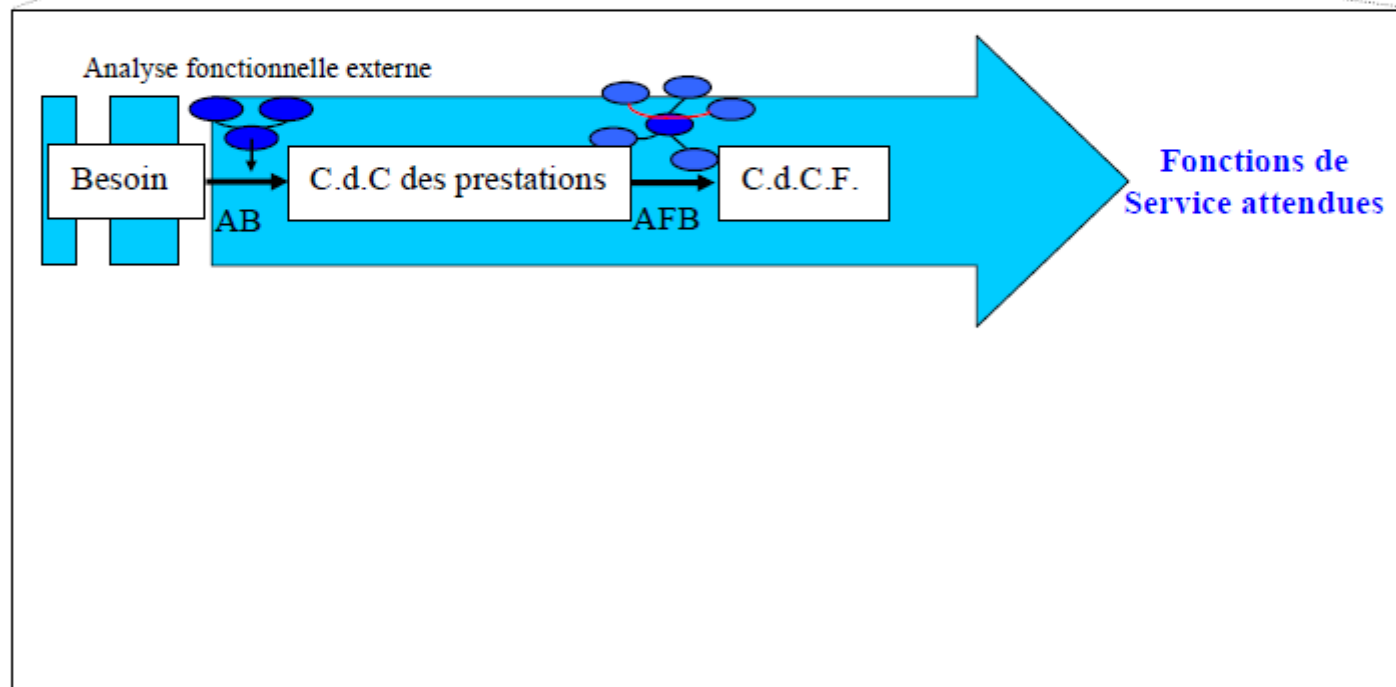 Analyse fonctionnelle externe
Besoin
AB
C.d.C des prestations
AFB
C.d.C.F.
Fonctions de
Service attendues